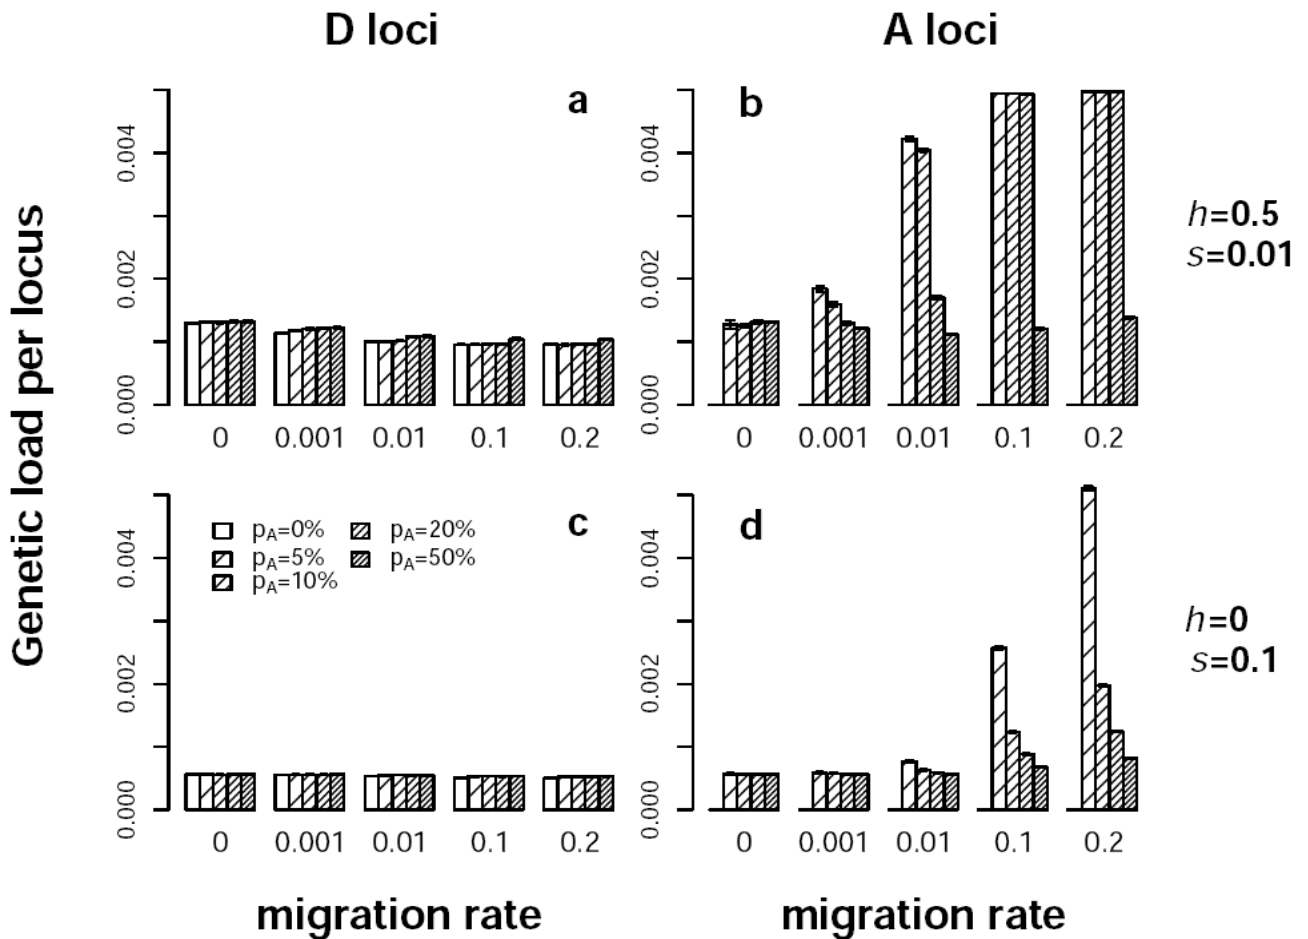 D loci
A loci
Genetic load per locus
a
0.004
0.002
0.000
0 0.001 0.01 0.1 0.2
b
0.004
0.002
0.000
0 0.001 0.01 0.1 0.2
h=0.5
s=0.01
c
pA=0% pA=20%
pA=5% pA=50%
pA=10%
0.004
0.002
0.000
0 0.001 0.01 0.1 0.2
d
0.004
0.002
0.000
0 0.001 0.01 0.1 0.2
h=0
s=0.1
migration rate
migration rate